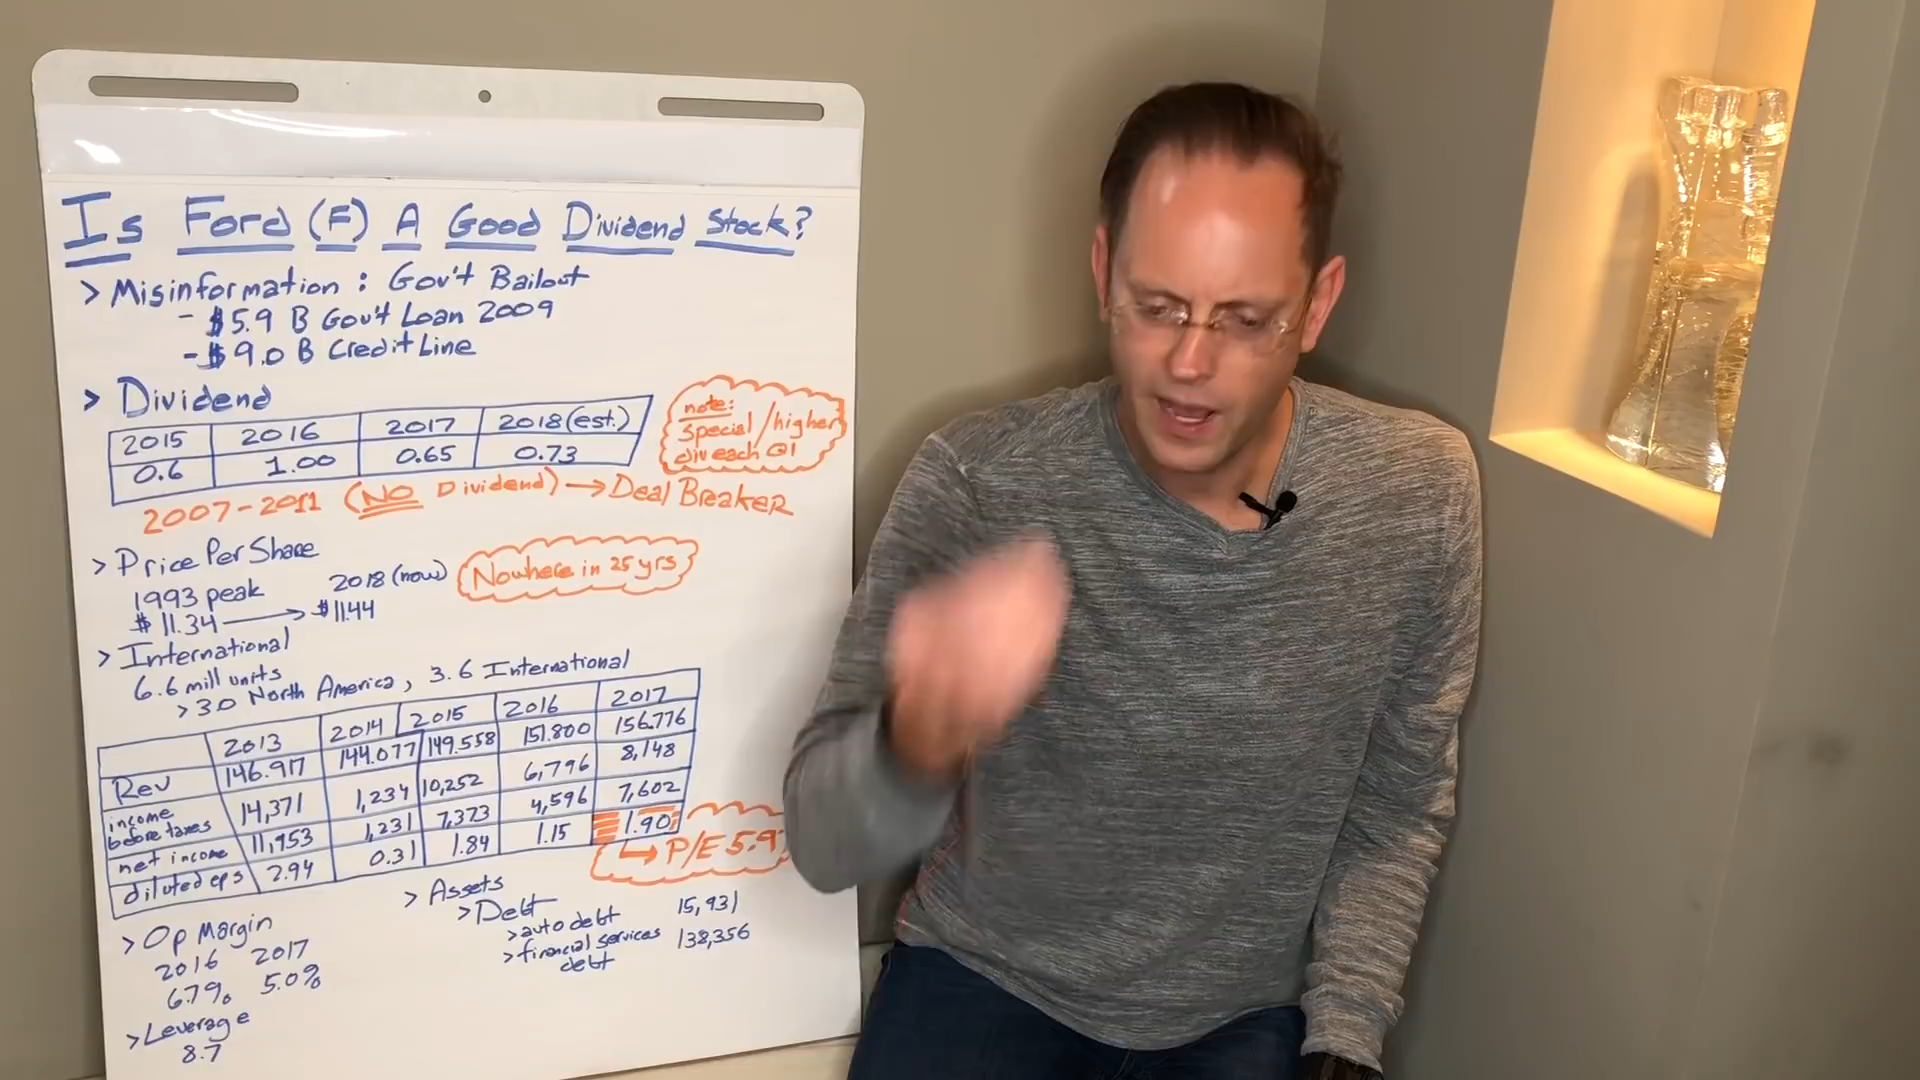 Is Ford (F) A Good Dividend Stock?
> Misinformation : Gov't Bailout
- $5.9 B Gov't Loan 2009
- $9.0 B Credit Line
> Dividend
2015 2016 2017 2018 (est.)
0.6 1.00 0.65 0.73
note:
special/higher
div each Q1
2007-2011 (NO Dividend) → Deal Breaker
> Price Per Share
1993 peak 2018 (now)
$11.34 → $11.44
Nowhere in 25 yrs
> International
6.6 mill units
> 3.0 North America, 3.6 International
2013 2014 2015 2016 2017
Rev 146.917 144.077 149.558 151.800 156.776
income before taxes 14,371 1,234 10,252 6,796 8,148
net income 11,953 1,231 7,373 4,596 7,602
diluted eps 2.94 0.31 1.84 1.15 1.90
→ P/E 5.9
> Op Margin
2016 2017
6.7% 5.0%
> Leverage
8.7
> Assets
> Debt
> auto debt 15,931
> financial services 138,356
debt